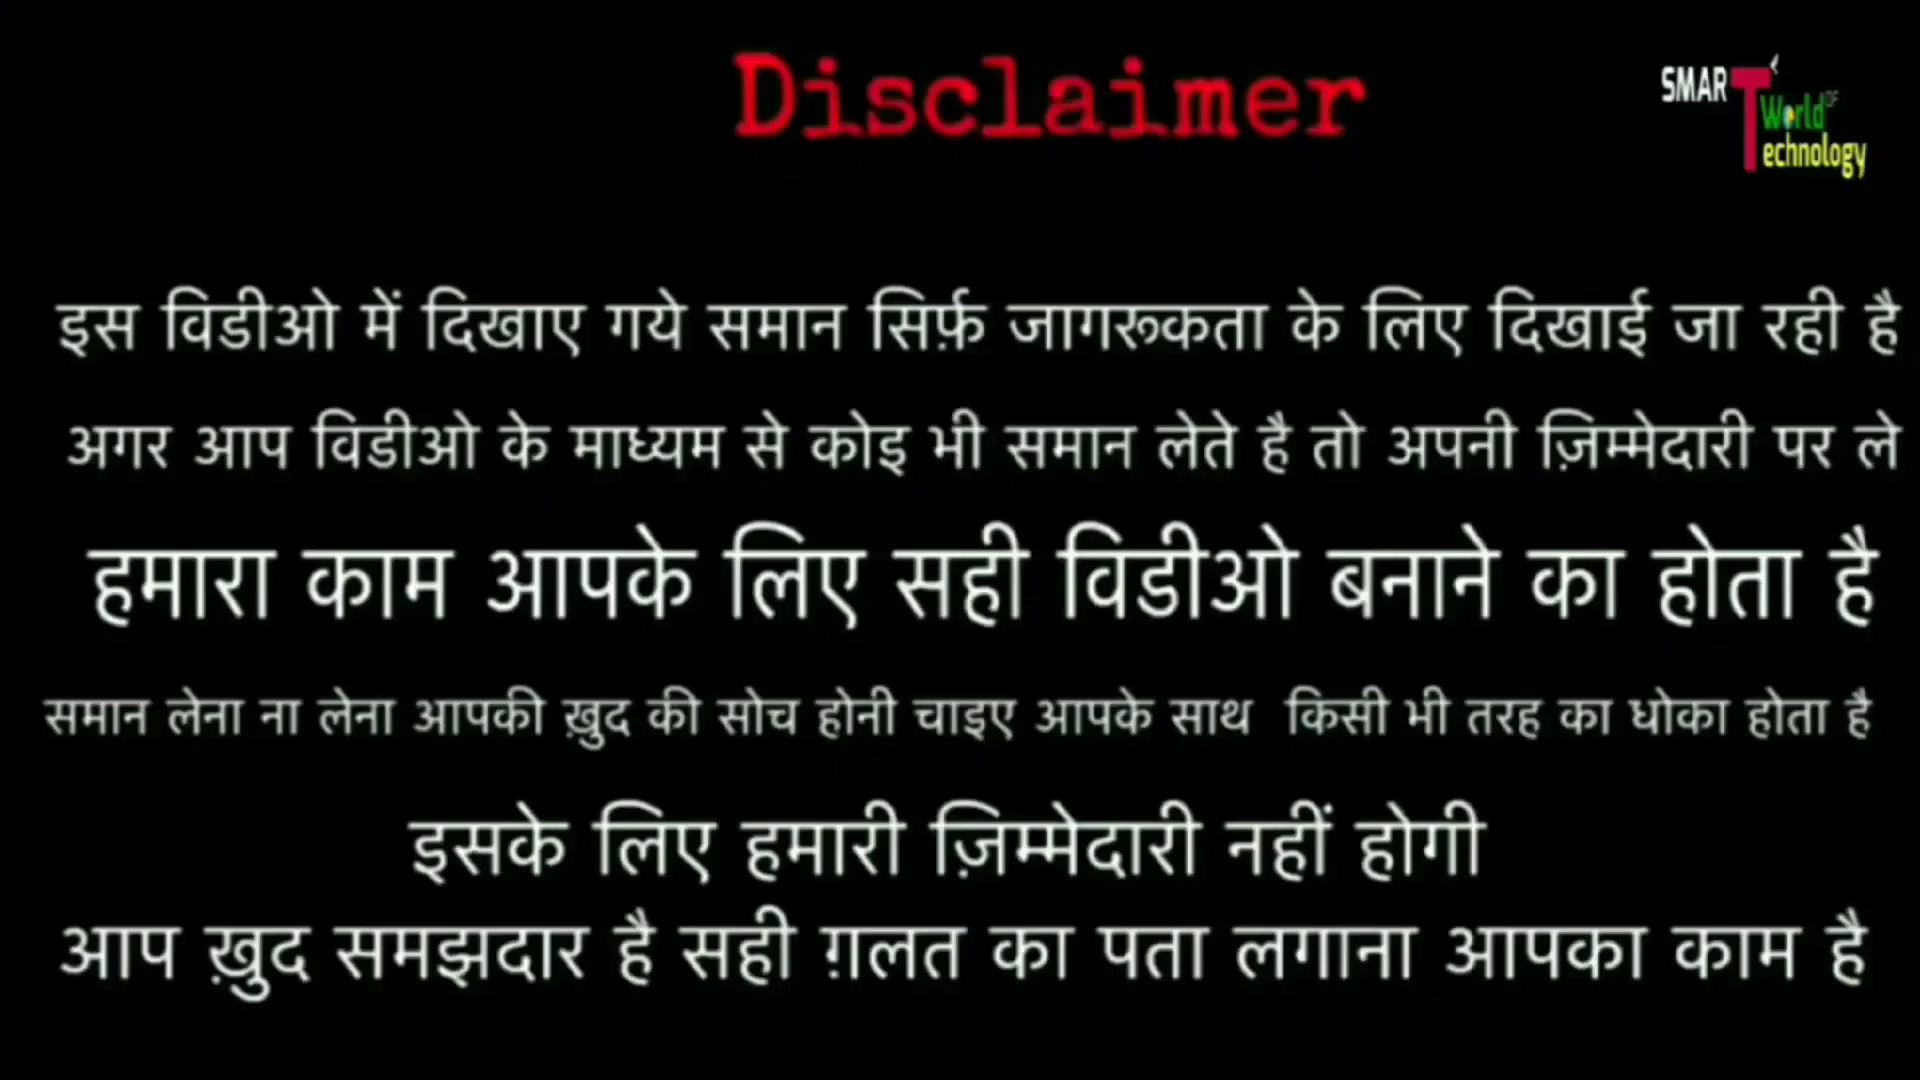 Disclaimer
SMART World OF Technology
इस विडीओ में दिखाए गये समान सिर्फ़ जागरूकता के लिए दिखाई जा रही है
अगर आप विडीओ के माध्यम से कोइ भी समान लेते है तो अपनी ज़िम्मेदारी पर ले
हमारा काम आपके लिए सही विडीओ बनाने का होता है
समान लेना ना लेना आपकी ख़ुद की सोच होनी चाइए आपके साथ किसी भी तरह का धोका होता है
इसके लिए हमारी ज़िम्मेदारी नहीं होगी
आप ख़ुद समझदार है सही ग़लत का पता लगाना आपका काम है